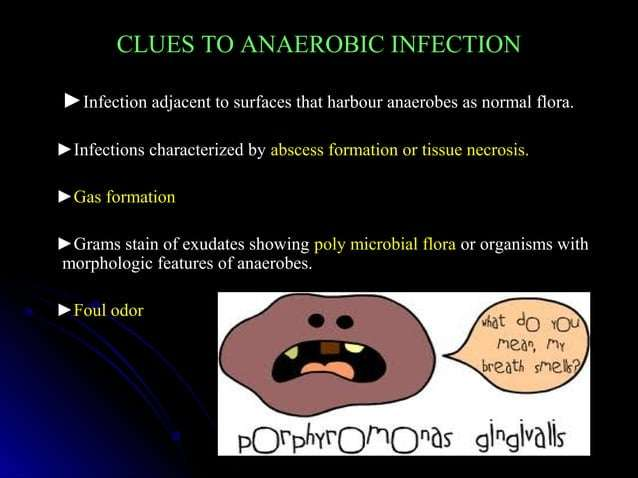 CLUES TO ANAEROBIC INFECTION
►Infection adjacent to surfaces that harbour anaerobes as normal flora.
►Infections characterized by abscess formation or tissue necrosis.
►Gas formation
►Grams stain of exudates showing poly microbial flora or organisms with
morphologic features of anaerobes.
►Foul odor
what do you
mean, my
breath smells?
porphyromonas gingivalis